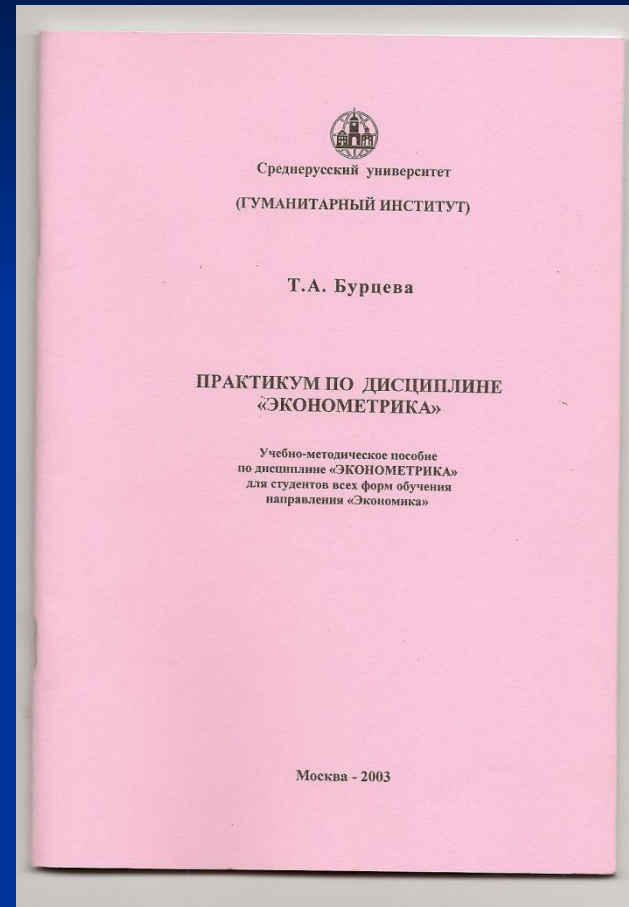 Среднерусский университет
(ГУМАНИТАРНЫЙ ИНСТИТУТ)
Т.А. Бурцева
ПРАКТИКУМ ПО ДИСЦИПЛИНЕ
«ЭКОНОМЕТРИКА»
Учебно-методическое пособие
по дисциплине «ЭКОНОМЕТРИКА»
для студентов всех форм обучения
направления «Экономика»
Москва - 2003